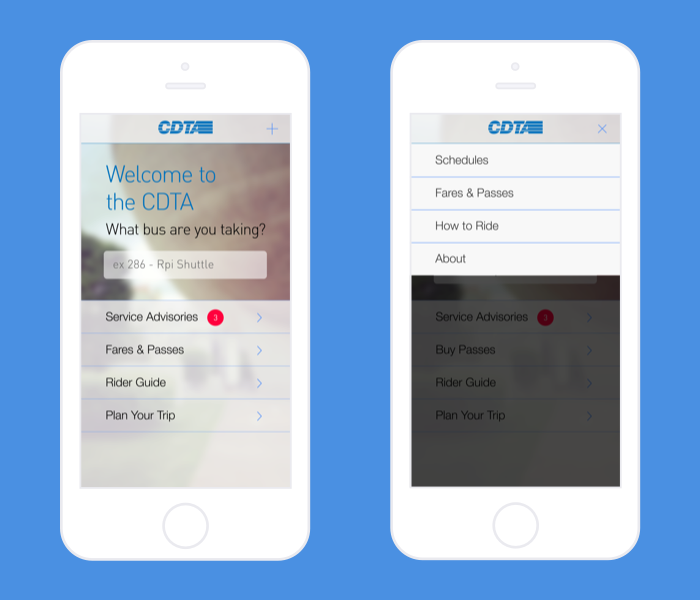 CDTA
+
Welcome to
the CDTA
What bus are you taking?
ex 286 - Rpi Shuttle
Service Advisories 3
Fares & Passes
Rider Guide
Plan Your Trip
CDTA
×
Schedules
Fares & Passes
How to Ride
About
Service Advisories 3
Buy Passes
Rider Guide
Plan Your Trip